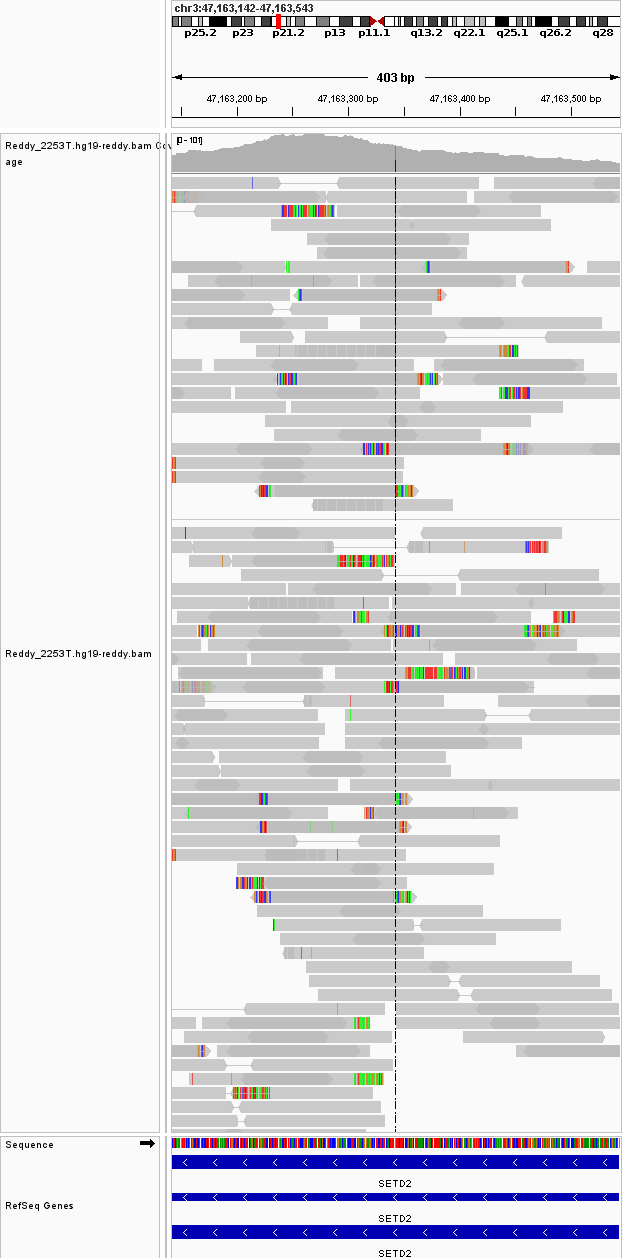 chr3:47,163,142-47,163,543
p25.2 p23 p21.2 p13 p11.1 q13.2 q22.1 q25.1 q26.2 q28
403 bp
47,163,200 bp 47,163,300 bp 47,163,400 bp 47,163,500 bp
Reddy_2253T.hg19-reddy.bam Cov
age
[0 - 101]
Reddy_2253T.hg19-reddy.bam
Sequence
SETD2
RefSeq Genes
SETD2
SETD2